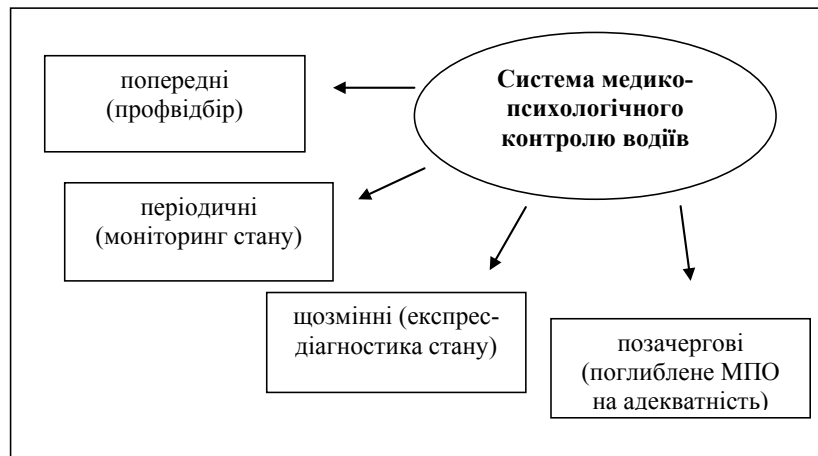 Система медико-
психологічного
контролю водіїв
попередні
(профвідбір)
періодичні
(моніторинг стану)
щозмінні (експрес-
діагностика стану)
позачергові
(поглиблене МПО
на адекватність)